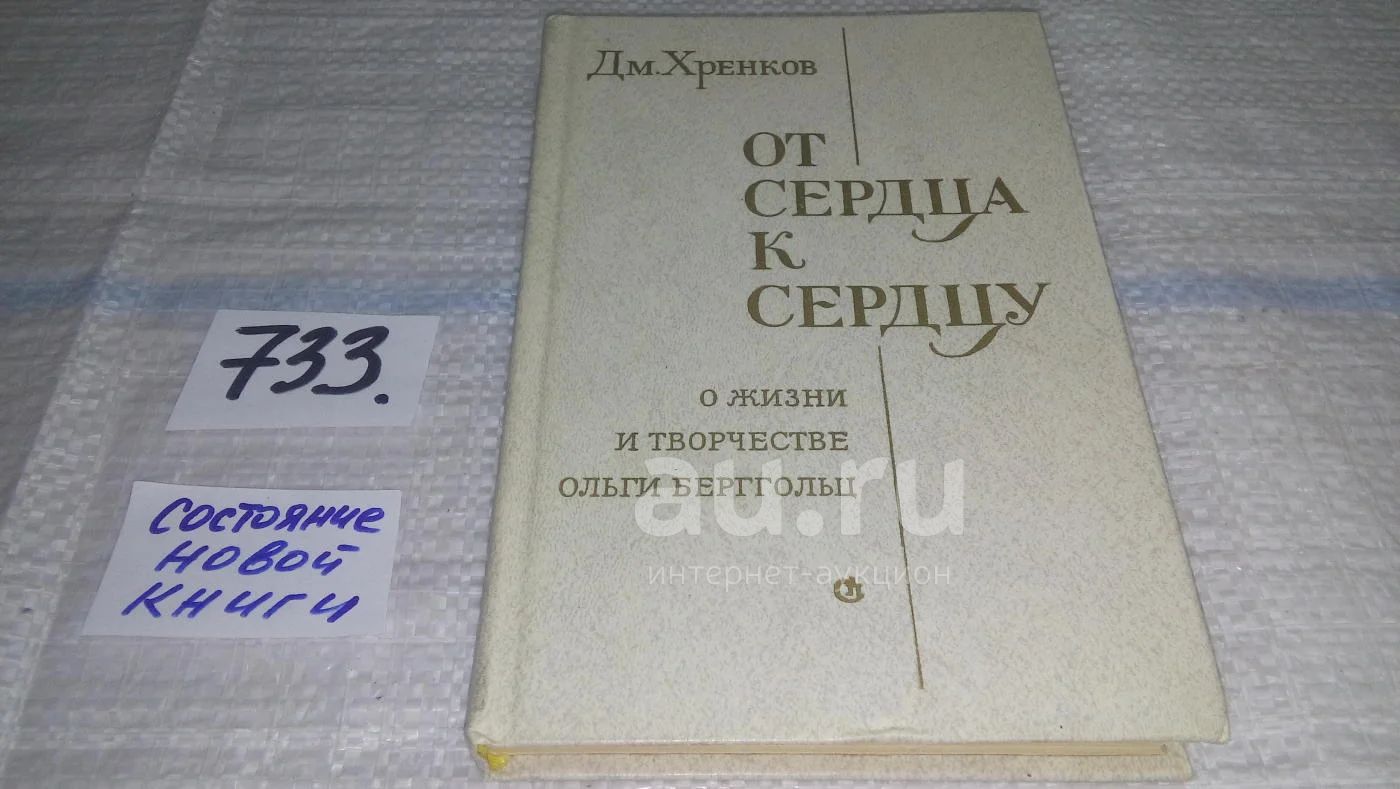 Дм. Хренков
ОТ
СЕРДЦА
К
СЕРДЦУ
О ЖИЗНИ
И ТВОРЧЕСТВЕ
ОЛЬГИ БЕРГГОЛЬЦ
733.
Состояние
новой
книги
au.ru
интернет-аукцион